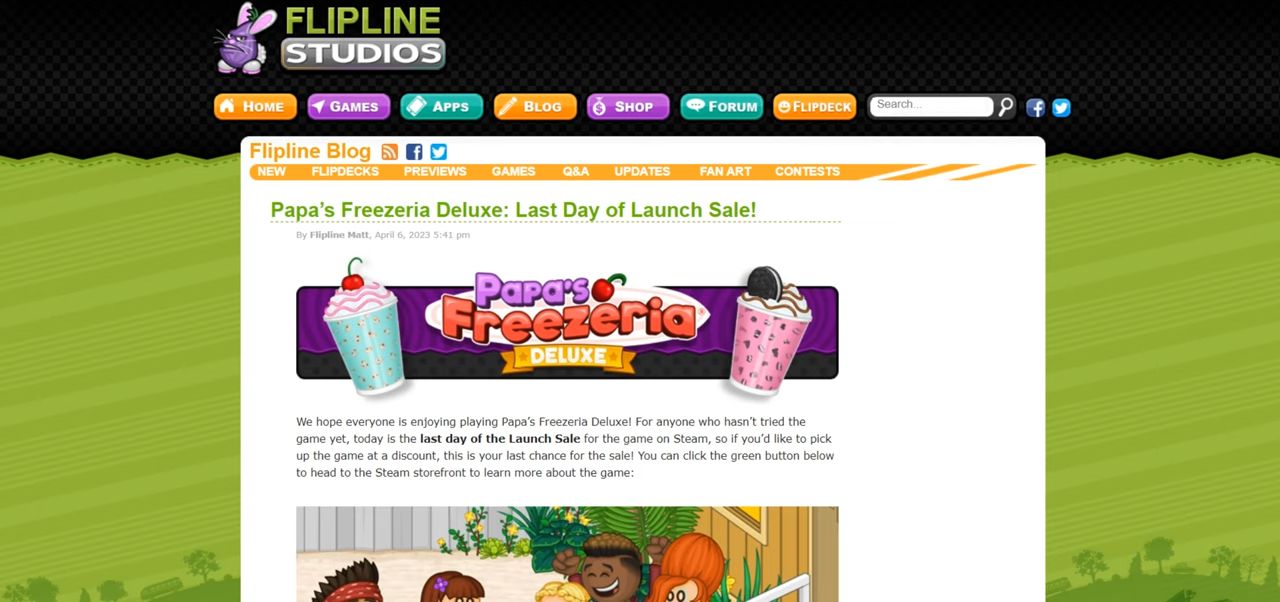 FLIPLINE
STUDIOS
HOME GAMES APPS BLOG SHOP FORUM FLIPDECK Search...
Flipline Blog
NEW FLIPDECKS PREVIEWS GAMES Q&A UPDATES FAN ART CONTESTS
Papa’s Freezeria Deluxe: Last Day of Launch Sale!
By Flipline Matt, April 6, 2023 5:41 pm
PAPA'S
Freezeria
DELUXE
We hope everyone is enjoying playing Papa’s Freezeria Deluxe! For anyone who hasn’t tried the
game yet, today is the last day of the Launch Sale for the game on Steam, so if you’d like to pick
up the game at a discount, this is your last chance for the sale! You can click the green button below
to head to the Steam storefront to learn more about the game: